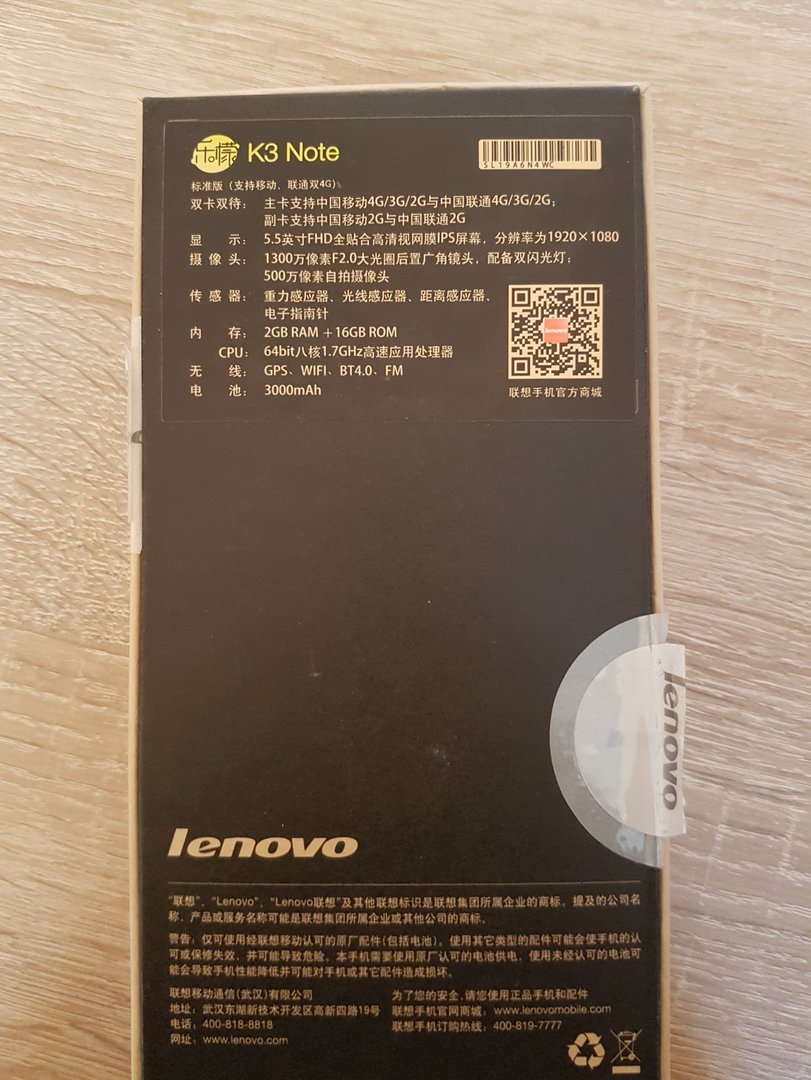 乐檬 K3 Note
SL19A6N4WC
标准版（支持移动、联通双4G）
双卡双待： 主卡支持中国移动4G/3G/2G与中国联通4G/3G/2G；
副卡支持中国移动2G与中国联通2G
显 示： 5.5英寸FHD全贴合高清视网膜IPS屏幕，分辨率为1920×1080
摄 像 头： 1300万像素F2.0大光圈后置广角镜头，配备双闪光灯；
500万像素自拍摄像头
传 感 器： 重力感应器、光线感应器、距离感应器、
电子指南针
内 存： 2GB RAM +16GB ROM
CPU： 64bit八核1.7GHz高速应用处理器
无 线： GPS、WIFI、BT4.0、FM
电 池： 3000mAh
lenovo
联想手机官方商城
lenovo
lenovo
“联想”、“Lenovo”、“Lenovo联想”及其他联想标识是联想集团所属企业的商标。提及的公司名
称、产品或服务名称可能是联想集团所属企业或其他公司的商标。
警告：仅可使用经联想移动认可的原厂配件(包括电池)。使用其它类型的配件可能会使手机的认
可或保修失效，并可能导致危险。本手机需要使用原厂认可的电池供电，使用未经认可的电池可
能会导致手机性能降低并可能对手机或其它配件造成损坏。
联想移动通信(武汉)有限公司
地址：武汉东湖新技术开发区高新四路19号
电话：400-818-8818
网址：www.lenovo.com
为了您的安全,请您使用正品手机和配件
联想手机官网商城：www.lenovomobile.com
联想手机订购热线：400-819-7777